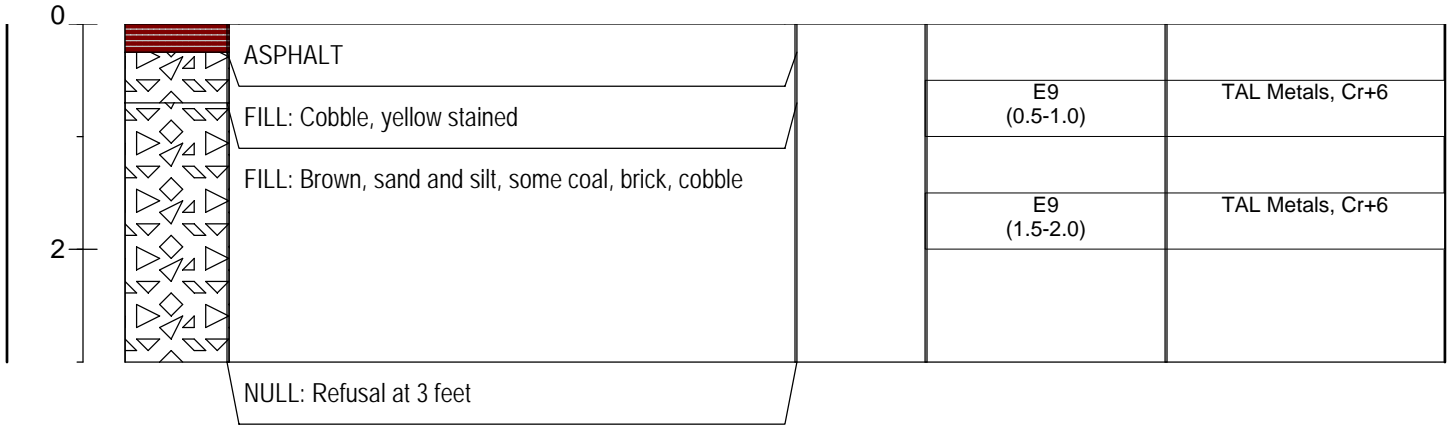 0
ASPHALT
E9
(0.5-1.0)
TAL Metals, Cr+6
FILL: Cobble, yellow stained
FILL: Brown, sand and silt, some coal, brick, cobble
E9
(1.5-2.0)
TAL Metals, Cr+6
2
NULL: Refusal at 3 feet